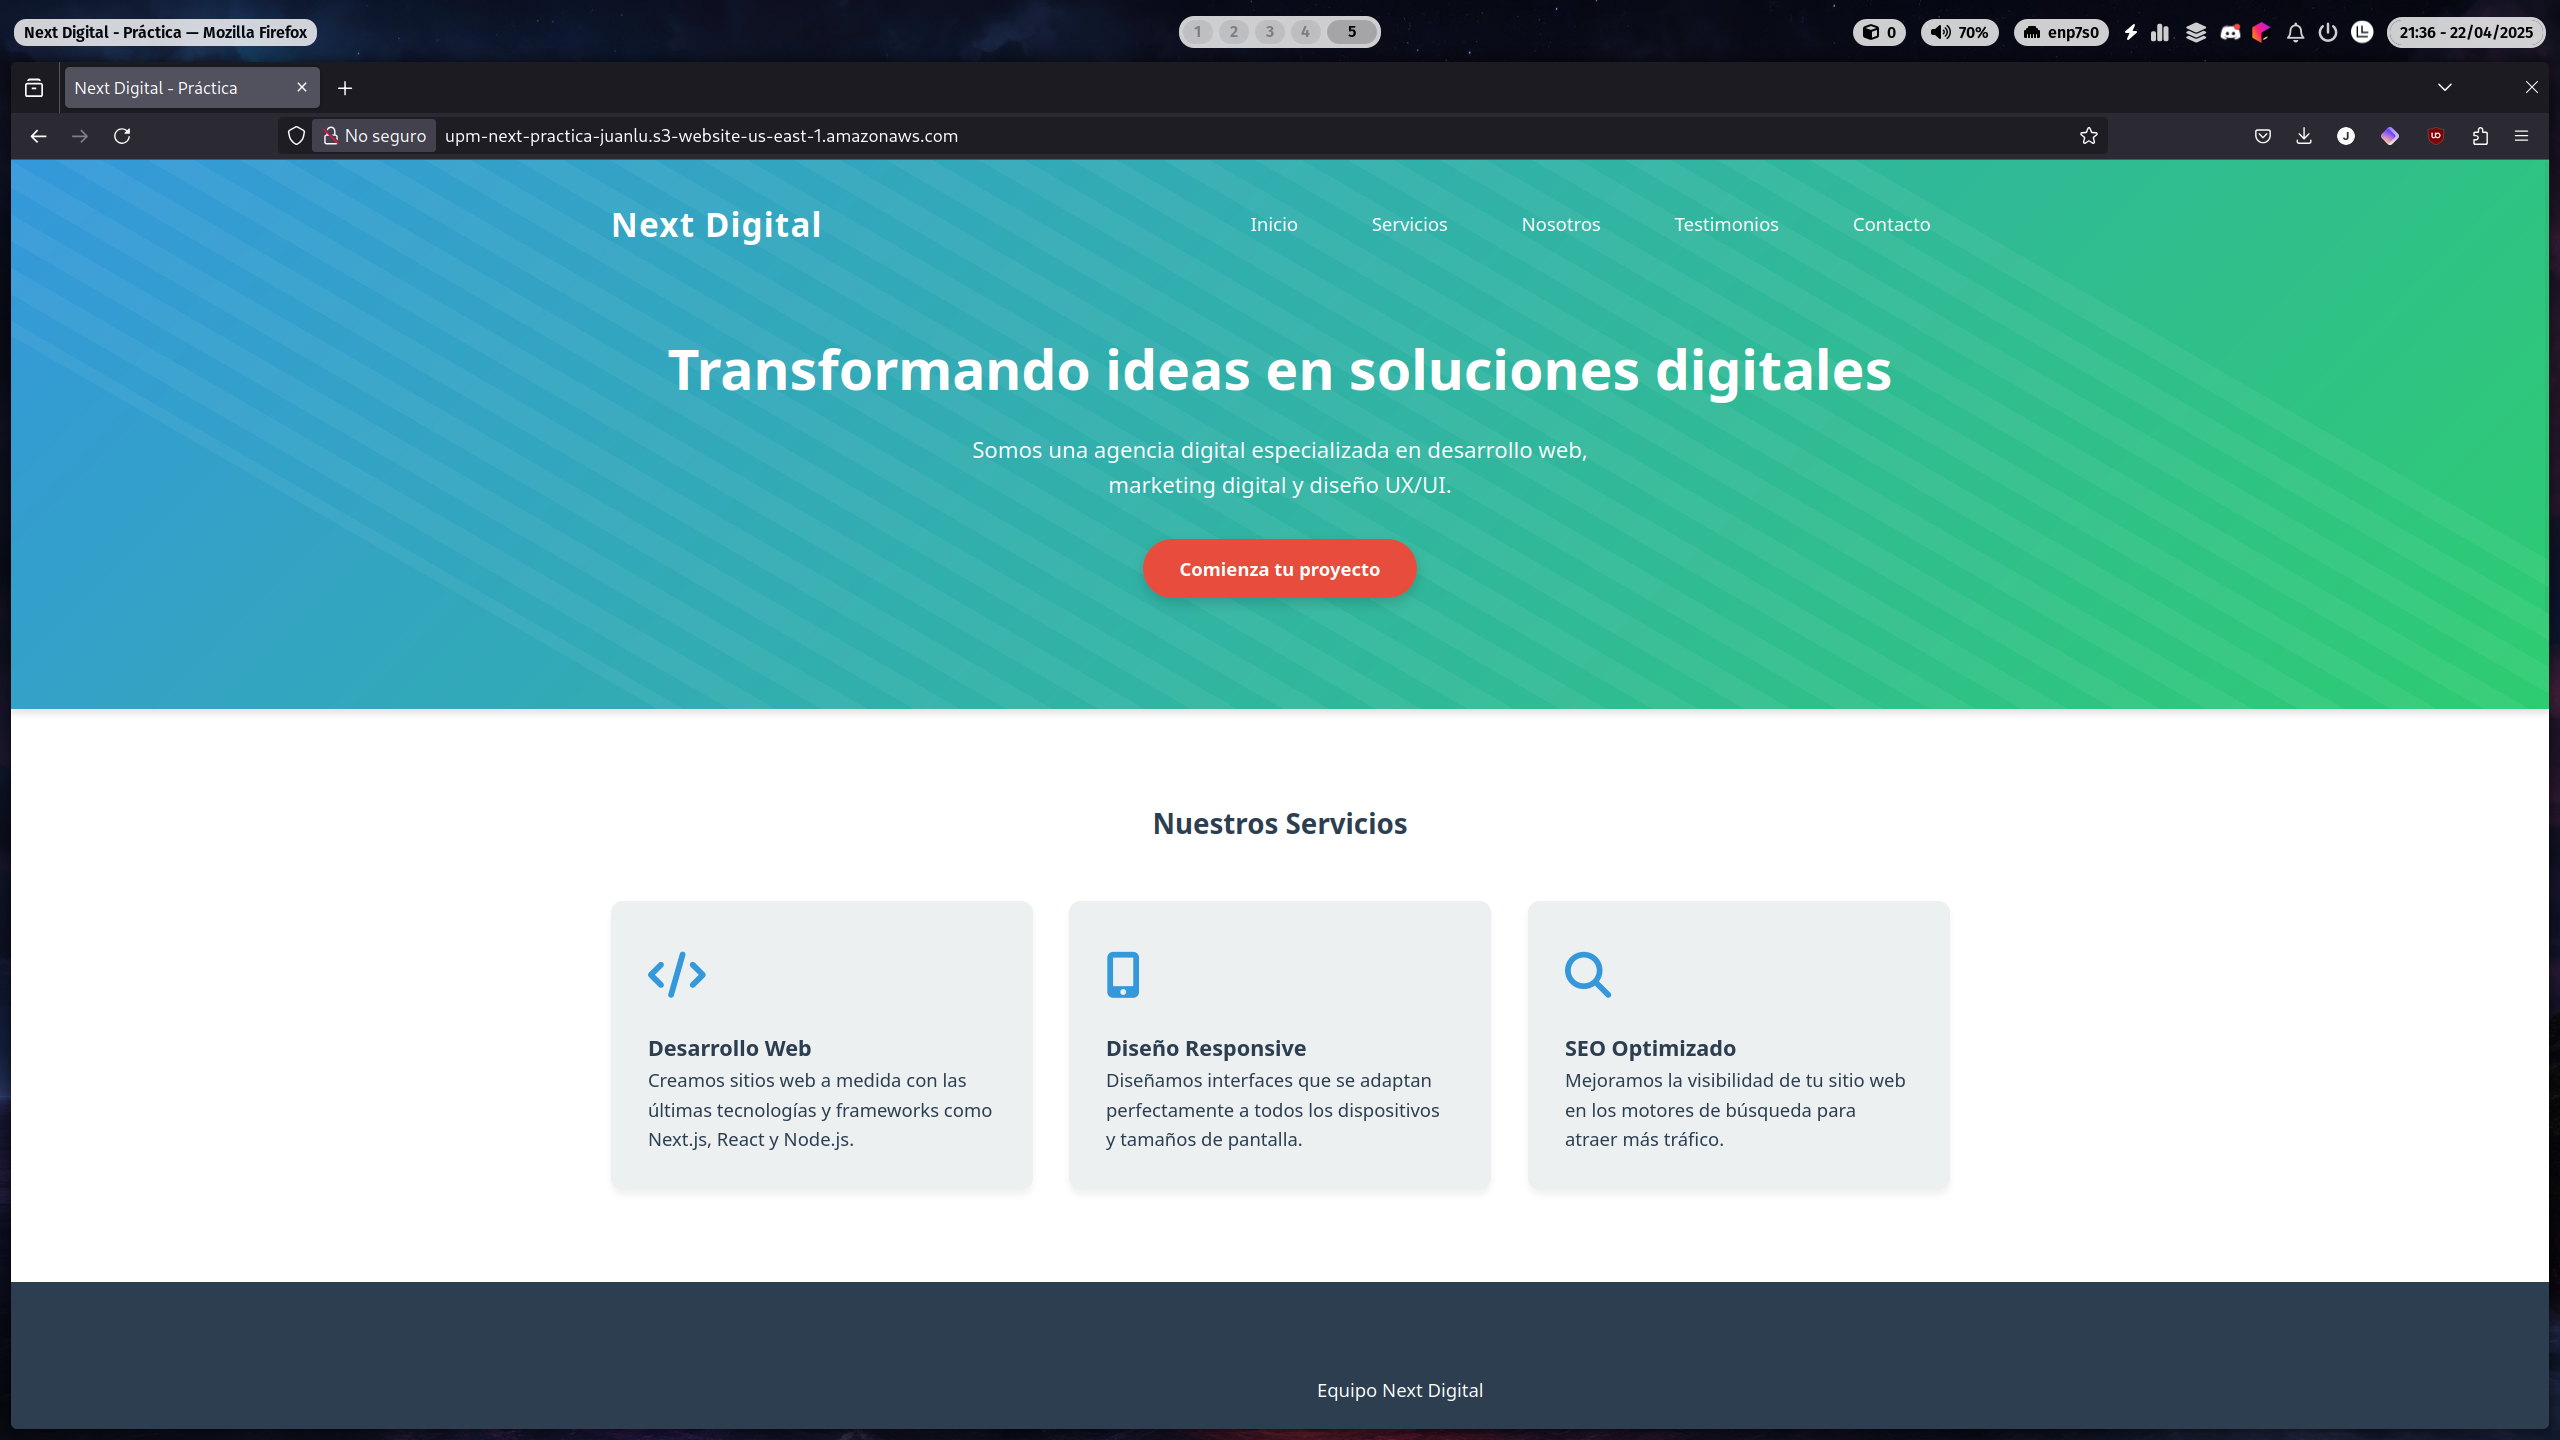 Next Digital - Práctica — Mozilla Firefox
1 2 3 4 5
0 70% enp7s0 21:36 - 22/04/2025
Next Digital - Práctica
No seguro upm-next-practica-juanlu.s3-website-us-east-1.amazonaws.com
Next Digital Inicio Servicios Nosotros Testimonios Contacto
Transformando ideas en soluciones digitales
Somos una agencia digital especializada en desarrollo web,
marketing digital y diseño UX/UI.
Comienza tu proyecto
Nuestros Servicios
Desarrollo Web
Creamos sitios web a medida con las
últimas tecnologías y frameworks como
Next.js, React y Node.js.
Diseño Responsive
Diseñamos interfaces que se adaptan
perfectamente a todos los dispositivos
y tamaños de pantalla.
SEO Optimizado
Mejoramos la visibilidad de tu sitio web
en los motores de búsqueda para
atraer más tráfico.
Equipo Next Digital